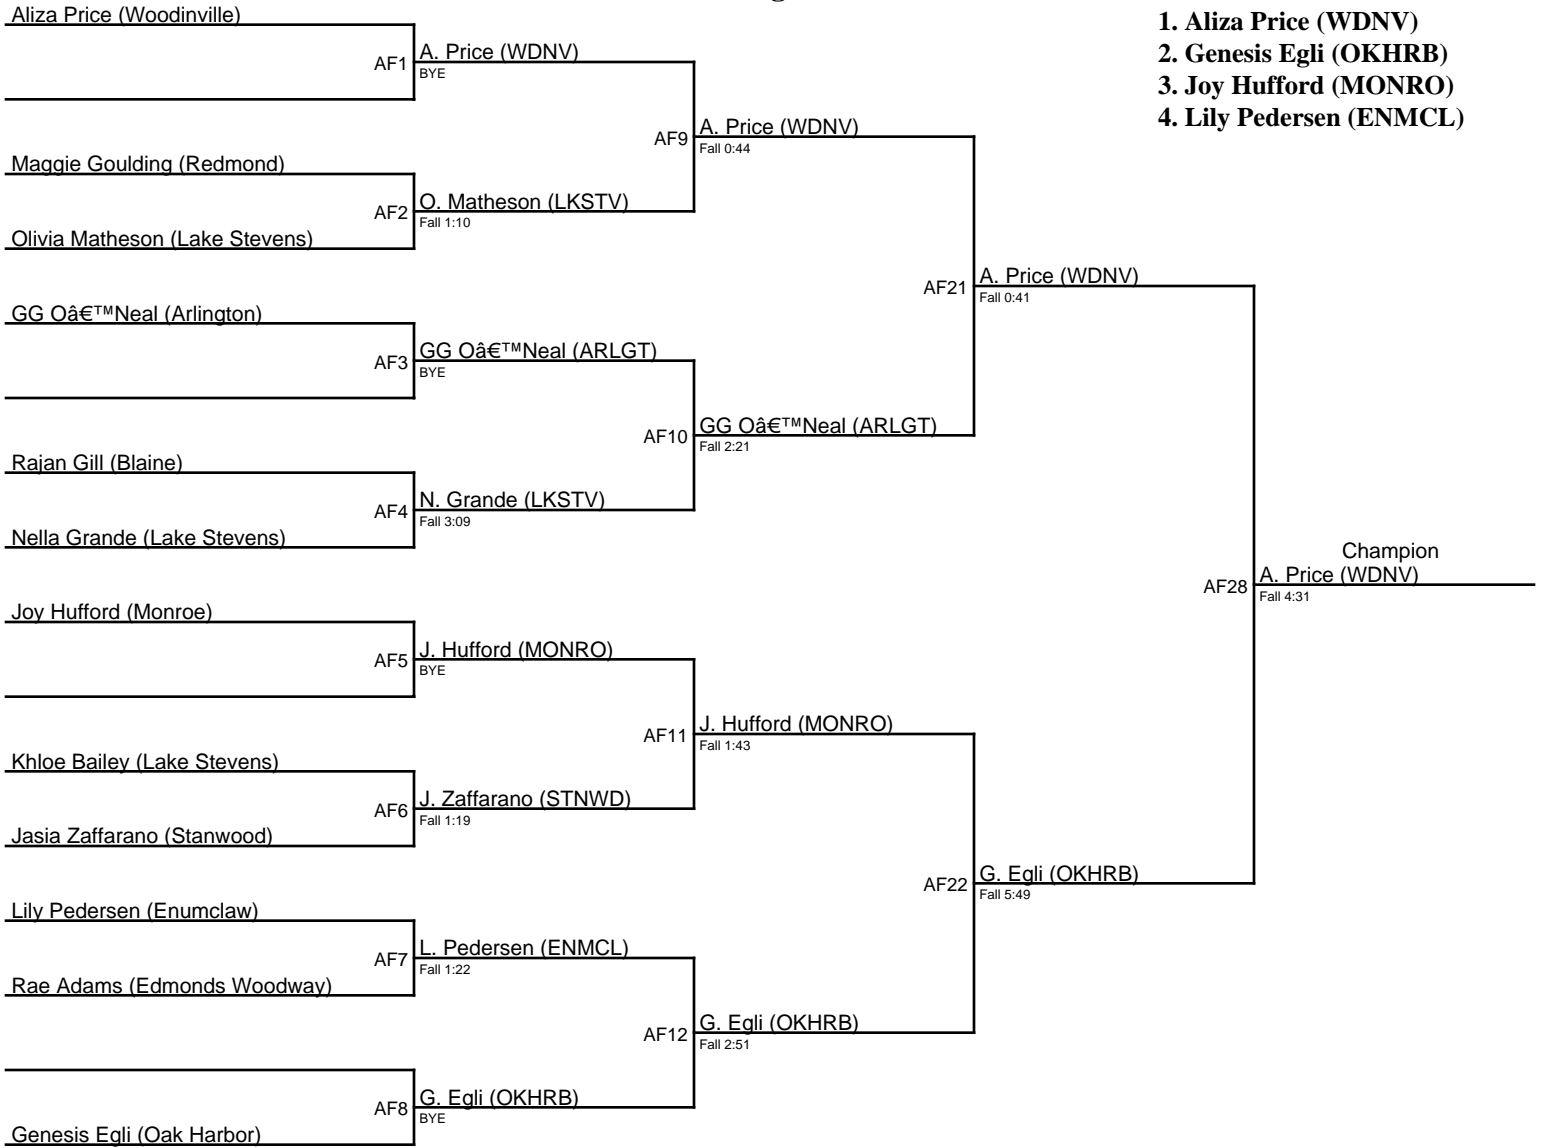 Aliza Price (Woodinville)
1. Aliza Price (WDNV)
2. Genesis Egli (OKHRB)
3. Joy Hufford (MONRO)
4. Lily Pedersen (ENMCL)
AF1
A. Price (WDNV)
BYE
AF9
A. Price (WDNV)
Fall 0:44
Maggie Goulding (Redmond)
AF2
O. Matheson (LKSTV)
Fall 1:10
Olivia Matheson (Lake Stevens)
AF21
A. Price (WDNV)
Fall 0:41
GG Oâ€™Neal (Arlington)
AF3
GG Oâ€™Neal (ARLGT)
BYE
AF10
GG Oâ€™Neal (ARLGT)
Fall 2:21
Rajan Gill (Blaine)
AF4
N. Grande (LKSTV)
Fall 3:09
Nella Grande (Lake Stevens)
Champion
AF28
A. Price (WDNV)
Fall 4:31
Joy Hufford (Monroe)
AF5
J. Hufford (MONRO)
BYE
AF11
J. Hufford (MONRO)
Fall 1:43
Khloe Bailey (Lake Stevens)
AF6
J. Zaffarano (STNWD)
Fall 1:19
Jasia Zaffarano (Stanwood)
AF22
G. Egli (OKHRB)
Fall 5:49
Lily Pedersen (Enumclaw)
AF7
L. Pedersen (ENMCL)
Fall 1:22
Rae Adams (Edmonds Woodway)
AF12
G. Egli (OKHRB)
Fall 2:51
AF8
G. Egli (OKHRB)
BYE
Genesis Egli (Oak Harbor)